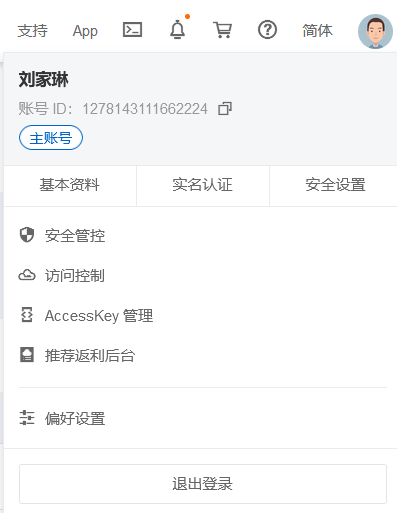 支持 App 简体
刘家琳
账号 ID： 1278143111662224
主账号
基本资料 实名认证 安全设置
安全管控
访问控制
AccessKey 管理
推荐返利后台
偏好设置
退出登录